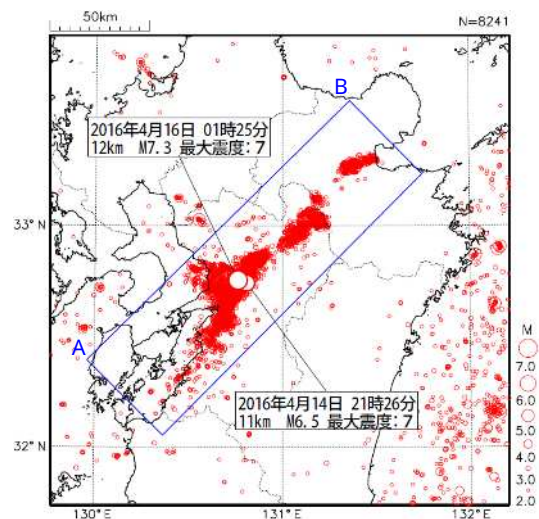 50km
N=8241
B
2016年4月16日 01時25分
12km M7.3 最大震度：7
33°N
A
M
7.0
6.0
5.0
4.0
3.0
2.0
2016年4月14日 21時26分
11km M6.5 最大震度：7
32°N
130°E
131°E
132°E